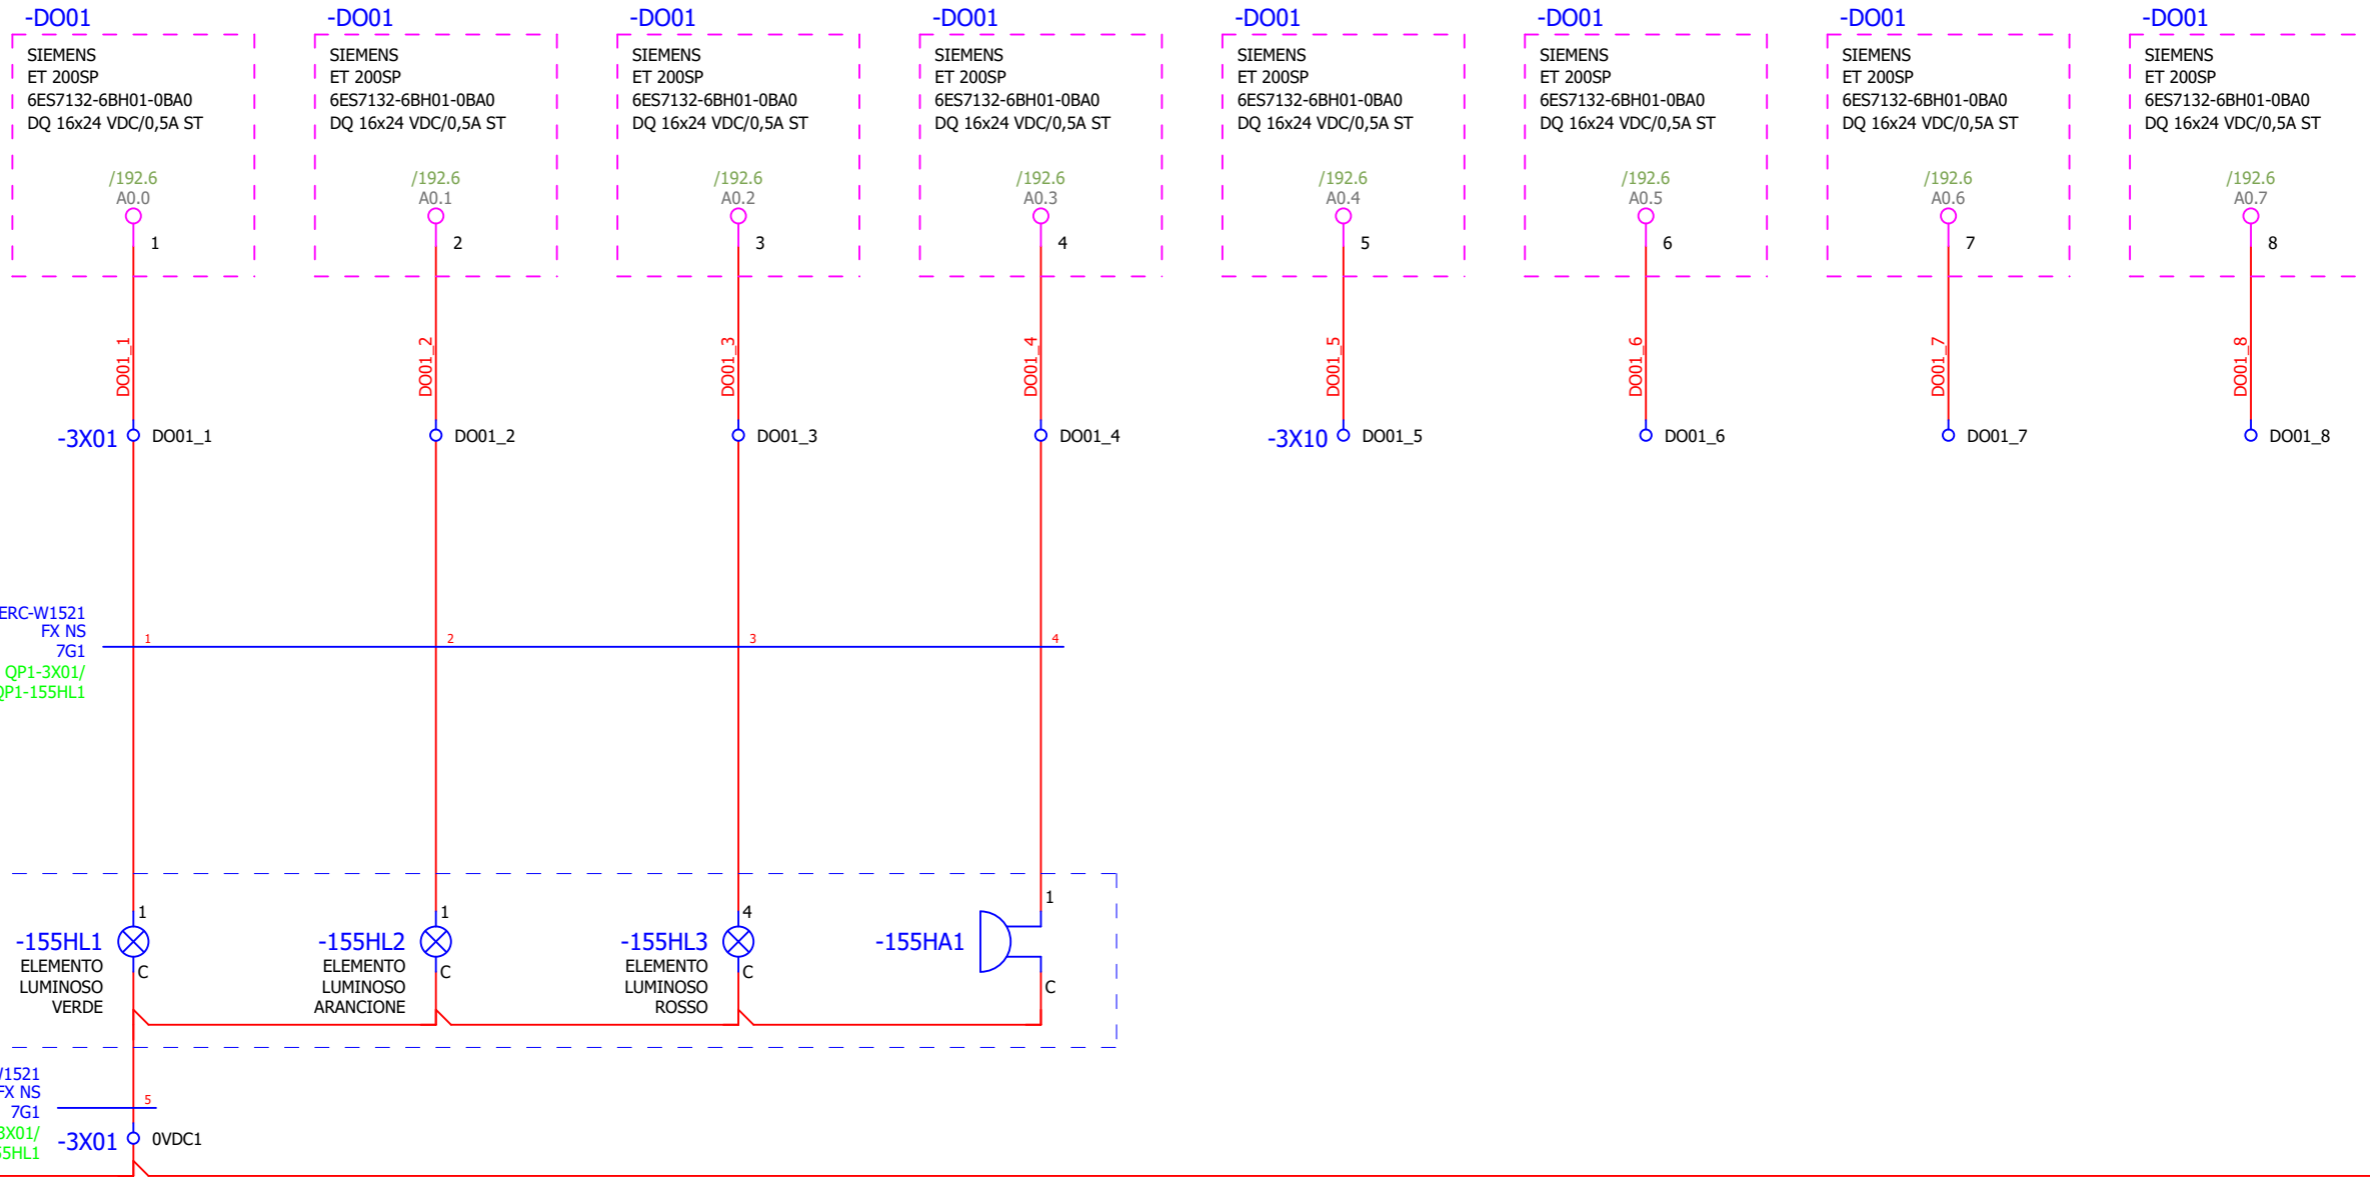 -DO01 -DO01 -DO01 -DO01 -DO01 -DO01 -DO01 -DO01
SIEMENS SIEMENS SIEMENS SIEMENS SIEMENS SIEMENS SIEMENS SIEMENS
ET 200SP ET 200SP ET 200SP ET 200SP ET 200SP ET 200SP ET 200SP ET 200SP
6ES7132-6BH01-0BA0 6ES7132-6BH01-0BA0 6ES7132-6BH01-0BA0 6ES7132-6BH01-0BA0 6ES7132-6BH01-0BA0 6ES7132-6BH01-0BA0 6ES7132-6BH01-0BA0 6ES7132-6BH01-0BA0
DQ 16x24 VDC/0,5A ST DQ 16x24 VDC/0,5A ST DQ 16x24 VDC/0,5A ST DQ 16x24 VDC/0,5A ST DQ 16x24 VDC/0,5A ST DQ 16x24 VDC/0,5A ST DQ 16x24 VDC/0,5A ST DQ 16x24 VDC/0,5A ST
/192.6 /192.6 /192.6 /192.6 /192.6 /192.6 /192.6 /192.6
A0.0 A0.1 A0.2 A0.3 A0.4 A0.5 A0.6 A0.7
1 2 3 4 5 6 7 8
DO01_1 DO01_2 DO01_3 DO01_4 DO01_5 DO01_6 DO01_7 DO01_8
-3X01 DO01_1 DO01_2 DO01_3 DO01_4 -3X10 DO01_5 DO01_6 DO01_7 DO01_8
ERC-W1521
FX NS
7G1 1 2 3 4
QP1-3X01/
QP1-155HL1
1 1 4 1
-155HL1 -155HL2 -155HL3 -155HA1
ELEMENTO ELEMENTO ELEMENTO
C C C
LUMINOSO LUMINOSO LUMINOSO C
VERDE ARANCIONE ROSSO
W1521
FX NS
7G1 5
3X01/
-3X01 0VDC1
55HL1